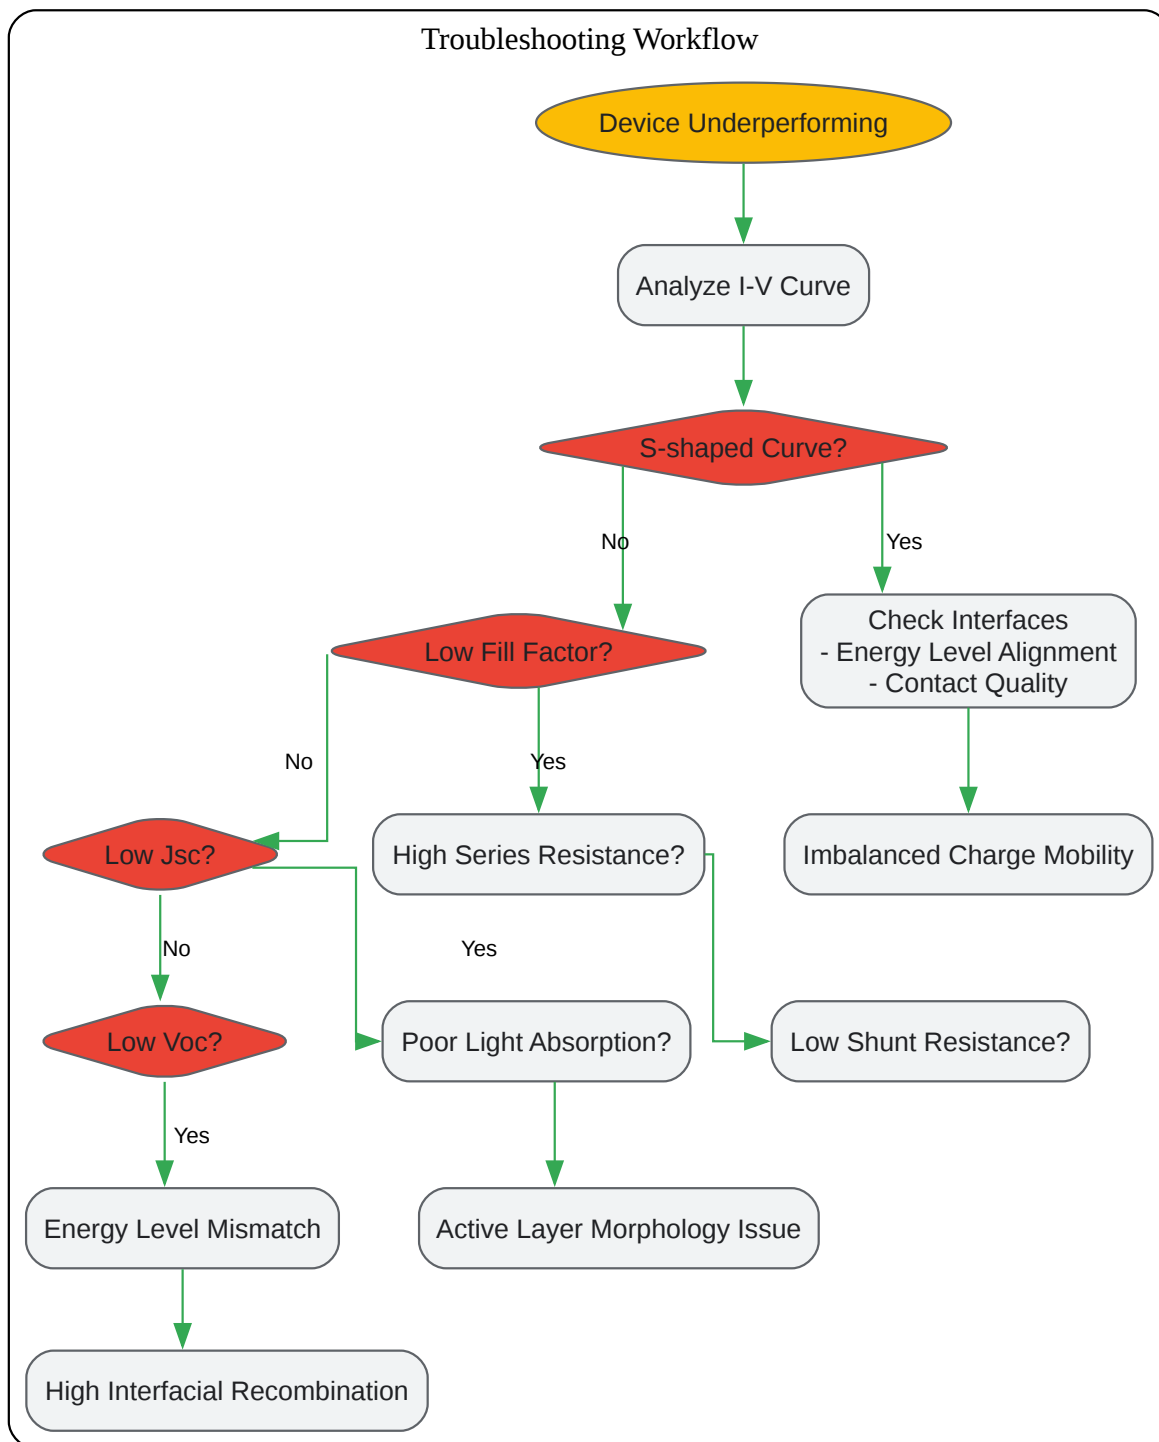 Troubleshooting Workflow
Device Underperforming
Analyze I-V Curve
S-shaped Curve?
No
Yes
Check Interfaces
- Energy Level Alignment
- Contact Quality
Low Fill Factor?
No
Yes
Low Jsc?
High Series Resistance?
Imbalanced Charge Mobility
No
Yes
Low Voc?
Poor Light Absorption?
Low Shunt Resistance?
Yes
Energy Level Mismatch
Active Layer Morphology Issue
High Interfacial Recombination